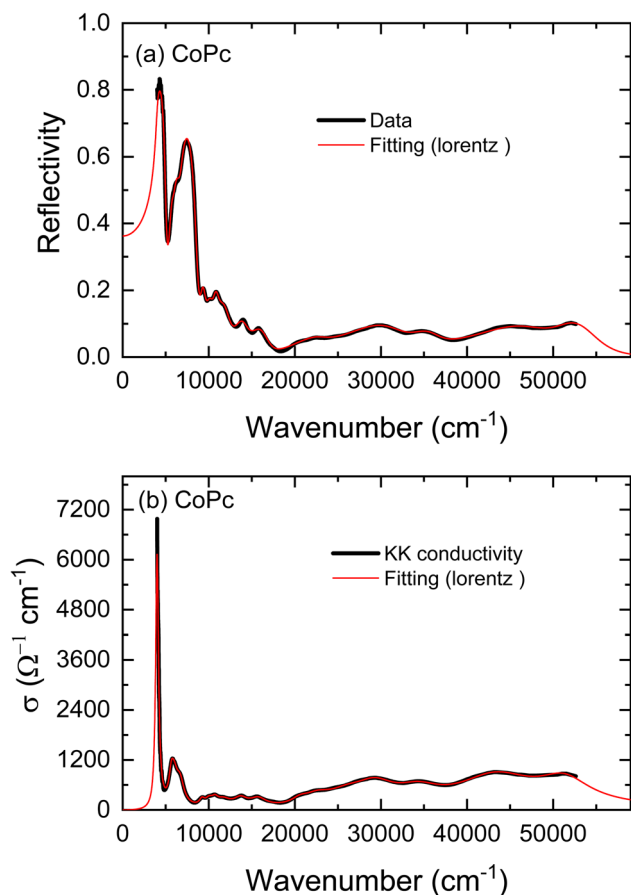 (a) CoPc
Reflectivity
1.0
0.8
0.6
0.4
0.2
0.0
Data
Fitting (lorentz )
0 10000 20000 30000 40000 50000
Wavenumber (cm⁻¹)
(b) CoPc
σ (Ω⁻¹ cm⁻¹)
7200
6000
4800
3600
2400
1200
0
KK conductivity
Fitting (lorentz )
0 10000 20000 30000 40000 50000
Wavenumber (cm⁻¹)